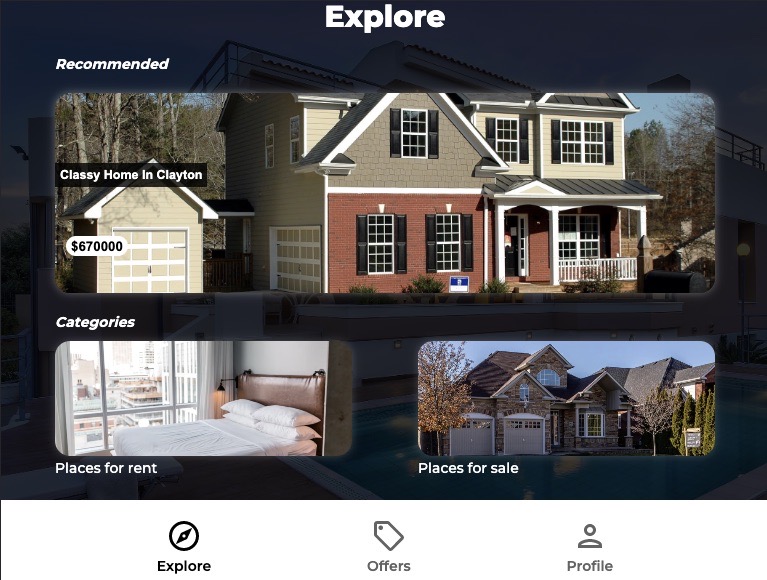 Explore
Recommended
Classy Home In Clayton
$670000
Categories
Places for rent
Places for sale
Explore
Offers
Profile